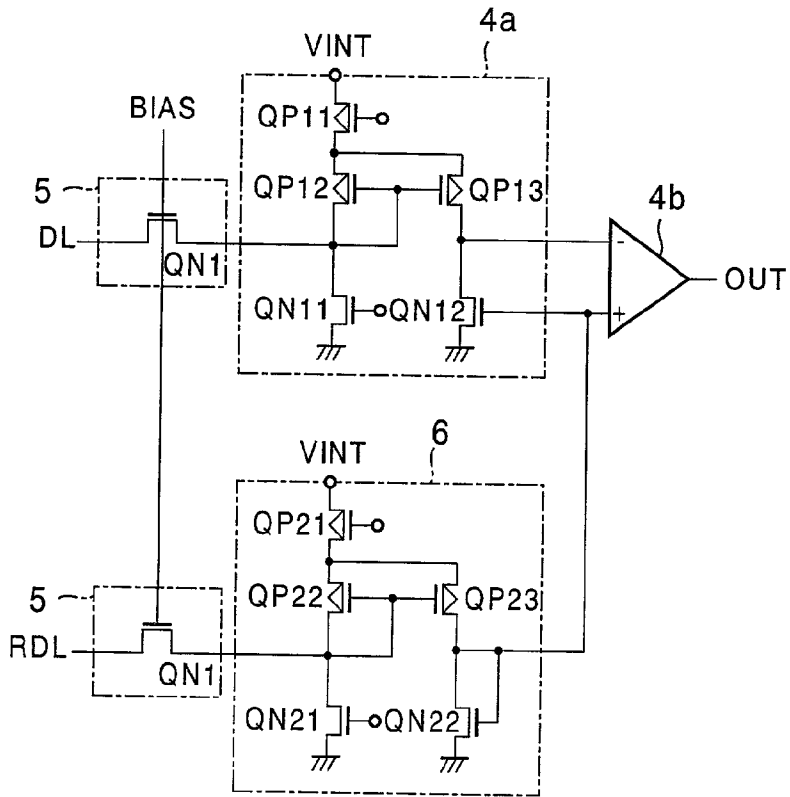 4a
VINT
BIAS
QP11
5
QP12
QP13
4b
DL
-
OUT
QN1
QN11
QN12
+
6
VINT
QP21
5
QP22
QP23
RDL
QN1
QN21
QN22